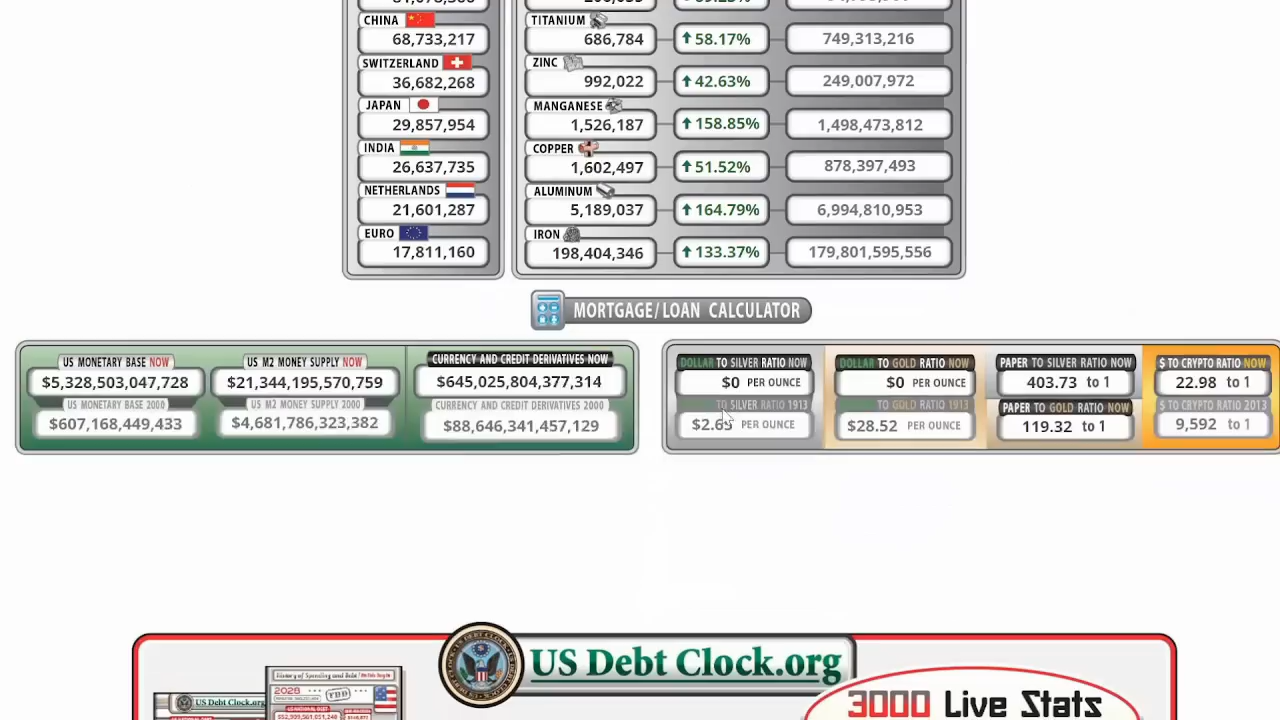 CHINA
68,733,217
SWITZERLAND
36,682,268
JAPAN
29,857,954
INDIA
26,637,735
NETHERLANDS
21,601,287
EURO
17,811,160
TITANIUM
686,784 58.17% 749,313,216
ZINC
992,022 42.63% 249,007,972
MANGANESE
1,526,187 158.85% 1,498,473,812
COPPER
1,602,497 51.52% 878,397,493
ALUMINUM
5,189,037 164.79% 6,994,810,953
IRON
198,404,346 133.37% 179,801,595,556
MORTGAGE/LOAN CALCULATOR
US MONETARY BASE NOW
$5,328,503,047,728
US MONETARY BASE 2000
$607,168,449,433
US M2 MONEY SUPPLY NOW
$21,344,195,570,759
US M2 MONEY SUPPLY 2000
$4,681,786,323,382
CURRENCY AND CREDIT DERIVATIVES NOW
$645,025,804,377,314
CURRENCY AND CREDIT DERIVATIVES 2000
$88,646,341,457,129
DOLLAR TO SILVER RATIO NOW
$0 PER OUNCE
TO SILVER RATIO 1913
PER OUNCE
DOLLAR TO GOLD RATIO NOW
$0 PER OUNCE
TO GOLD RATIO 1913
$28.52 PER OUNCE
PAPER TO SILVER RATIO NOW
403.73 to 1
PAPER TO GOLD RATIO NOW
119.32 to 1
$ TO CRYPTO RATIO NOW
22.98 to 1
$ TO CRYPTO RATIO 2013
9,592 to 1
US Debt Clock.org
3000 Live Stats
US Debt Clock.org
History of Spending and Debt
2028